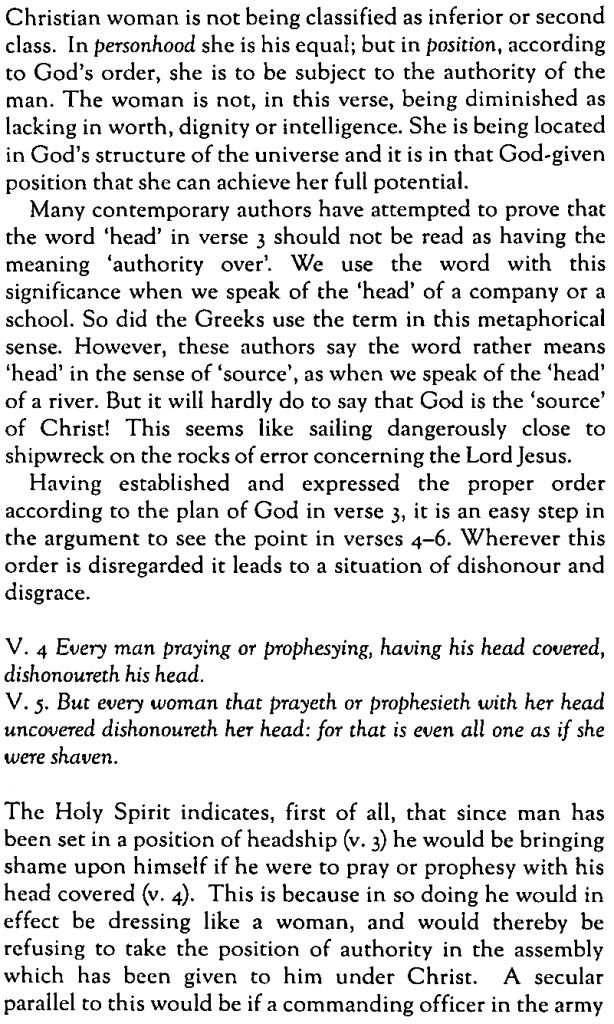 Christian woman is not being classified as inferior or second
class. In personhood she is his equal; but in position, according
to God's order, she is to be subject to the authority of the
man. The woman is not, in this verse, being diminished as
lacking in worth, dignity or intelligence. She is being located
in God's structure of the universe and it is in that God-given
position that she can achieve her full potential.
Many contemporary authors have attempted to prove that
the word 'head' in verse 3 should not be read as having the
meaning 'authority over'. We use the word with this
significance when we speak of the 'head' of a company or a
school. So did the Greeks use the term in this metaphorical
sense. However, these authors say the word rather means
'head' in the sense of 'source', as when we speak of the 'head'
of a river. But it will hardly do to say that God is the 'source'
of Christ! This seems like sailing dangerously close to
shipwreck on the rocks of error concerning the Lord Jesus.
Having established and expressed the proper order
according to the plan of God in verse 3, it is an easy step in
the argument to see the point in verses 4–6. Wherever this
order is disregarded it leads to a situation of dishonour and
disgrace.
V. 4 Every man praying or prophesying, having his head covered,
dishonoureth his head.
V. 5. But every woman that prayeth or prophesieth with her head
uncovered dishonoureth her head: for that is even all one as if she
were shaven.
The Holy Spirit indicates, first of all, that since man has
been set in a position of headship (v. 3) he would be bringing
shame upon himself if he were to pray or prophesy with his
head covered (v. 4). This is because in so doing he would in
effect be dressing like a woman, and would thereby be
refusing to take the position of authority in the assembly
which has been given to him under Christ. A secular
parallel to this would be if a commanding officer in the army